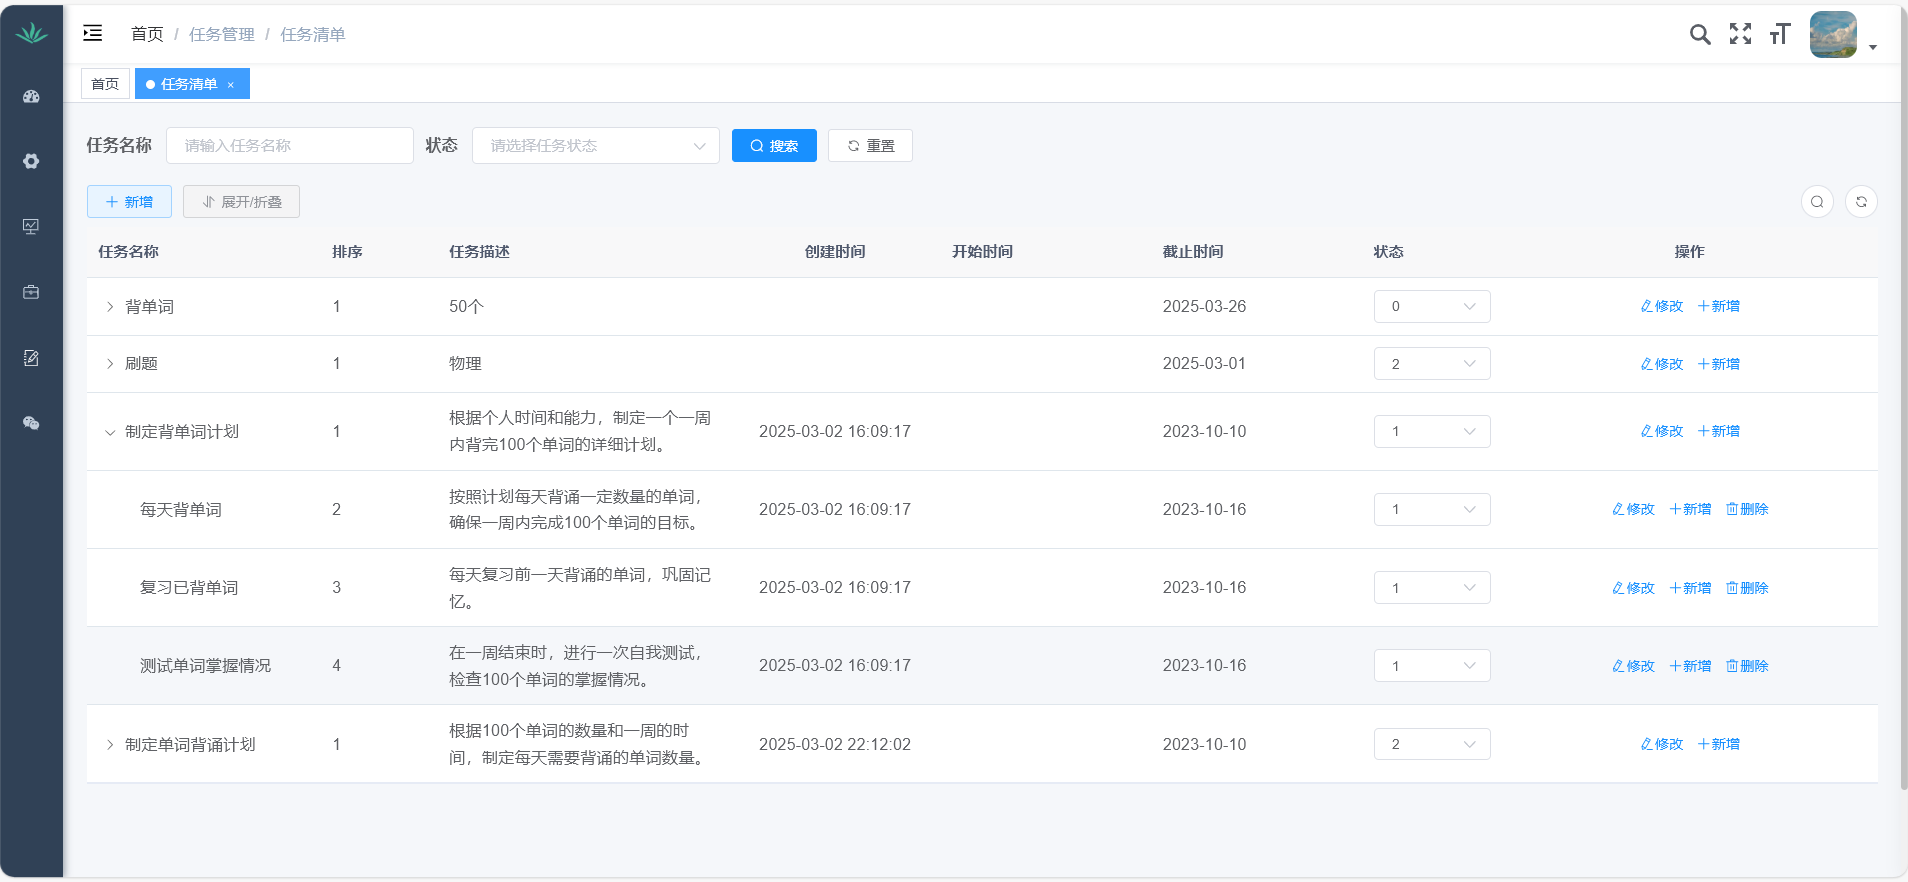 首页 / 任务管理 / 任务清单
首页 任务清单 ×
任务名称 请输入任务名称 状态 请选择任务状态 搜索 重置
新增 展开/折叠
任务名称 排序 任务描述 创建时间 开始时间 截止时间 状态 操作
背单词 1 50个 2025-03-26 0 修改 新增
刷题 1 物理 2025-03-01 2 修改 新增
制定背单词计划 1 根据个人时间和能力，制定一个一周 2025-03-02 16:09:17 2023-10-10 1 修改 新增
内背完100个单词的详细计划。
每天背单词 2 按照计划每天背诵一定数量的单词， 2025-03-02 16:09:17 2023-10-16 1 修改 新增 删除
确保一周内完成100个单词的目标。
复习已背单词 3 每天复习前一天背诵的单词，巩固记 2025-03-02 16:09:17 2023-10-16 1 修改 新增 删除
忆。
测试单词掌握情况 4 在一周结束时，进行一次自我测试， 2025-03-02 16:09:17 2023-10-16 1 修改 新增 删除
检查100个单词的掌握情况。
制定单词背诵计划 1 根据100个单词的数量和一周的时 2025-03-02 22:12:02 2023-10-10 2 修改 新增
间，制定每天需要背诵的单词数量。